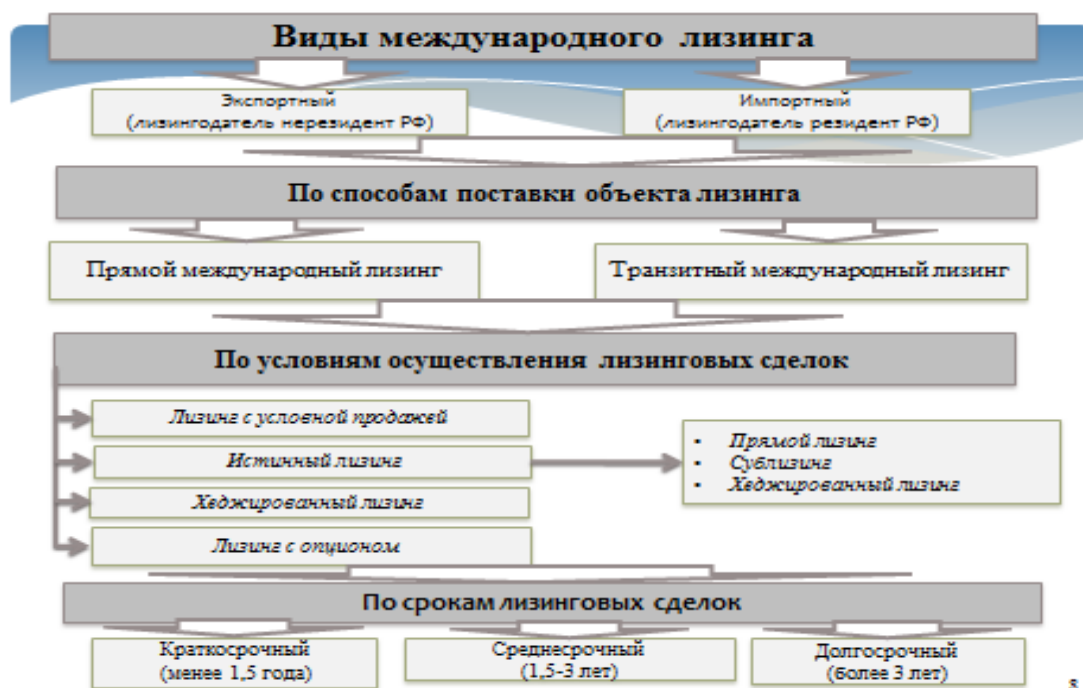 Виды международного лизинга
Экспортный
(лизингодатель нерезидент РФ)
Импортный
(лизингодатель резидент РФ)
По способам поставки объекта лизинга
Прямой международный лизинг
Транзитный международный лизинг
По условиям осуществления лизинговых сделок
Лизинг с условной продажей
Истинный лизинг
Хеджированный лизинг
Лизинг с опционом
• Прямой лизинг
• Сублизинг
• Хеджированный лизинг
По срокам лизинговых сделок
Краткосрочный
(менее 1,5 года)
Среднесрочный
(1,5-3 лет)
Долгосрочный
(более 3 лет)